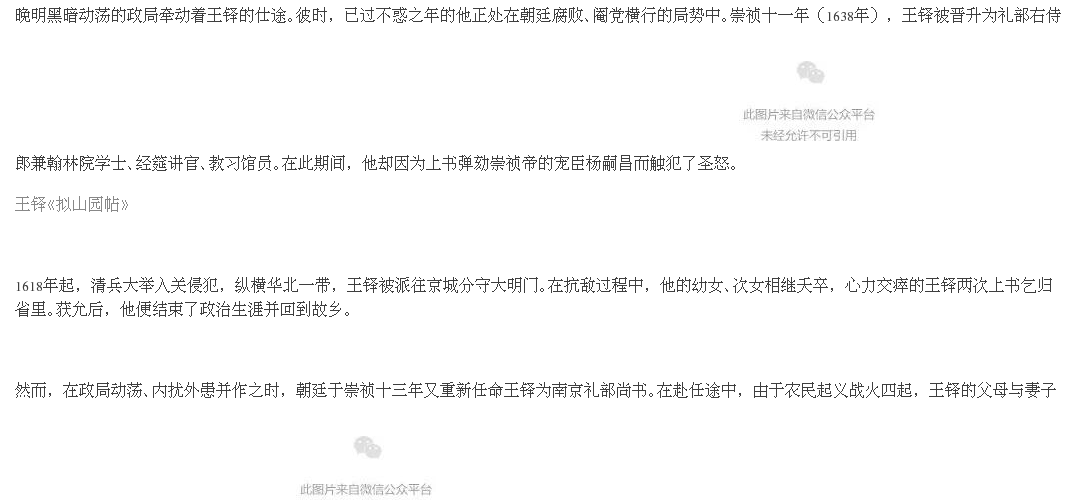 晚明黑暗动荡的政局牵动着王铎的仕途。彼时，已过不惑之年的他正处在朝廷腐败、阉党横行的局势中。崇祯十一年（1638年），王铎被晋升为礼部右侍
此图片来自微信公众平台
未经允许不可引用
郎兼翰林院学士、经筵讲官、教习馆员。在此期间，他却因为上书弹劾崇祯帝的宠臣杨嗣昌而触犯了圣怒。
王铎《拟山园帖》
1618年起，清兵大举入关侵犯，纵横华北一带，王铎被派往京城分守大明门。在抗敌过程中，他的幼女、次女相继夭卒，心力交瘁的王铎两次上书乞归
省里。获允后，他便结束了政治生涯并回到故乡。
然而，在政局动荡、内扰外患并作之时，朝廷于崇祯十三年又重新任命王铎为南京礼部尚书。在赴任途中，由于农民起义战火四起，王铎的父母与妻子
此图片来自微信公众平台